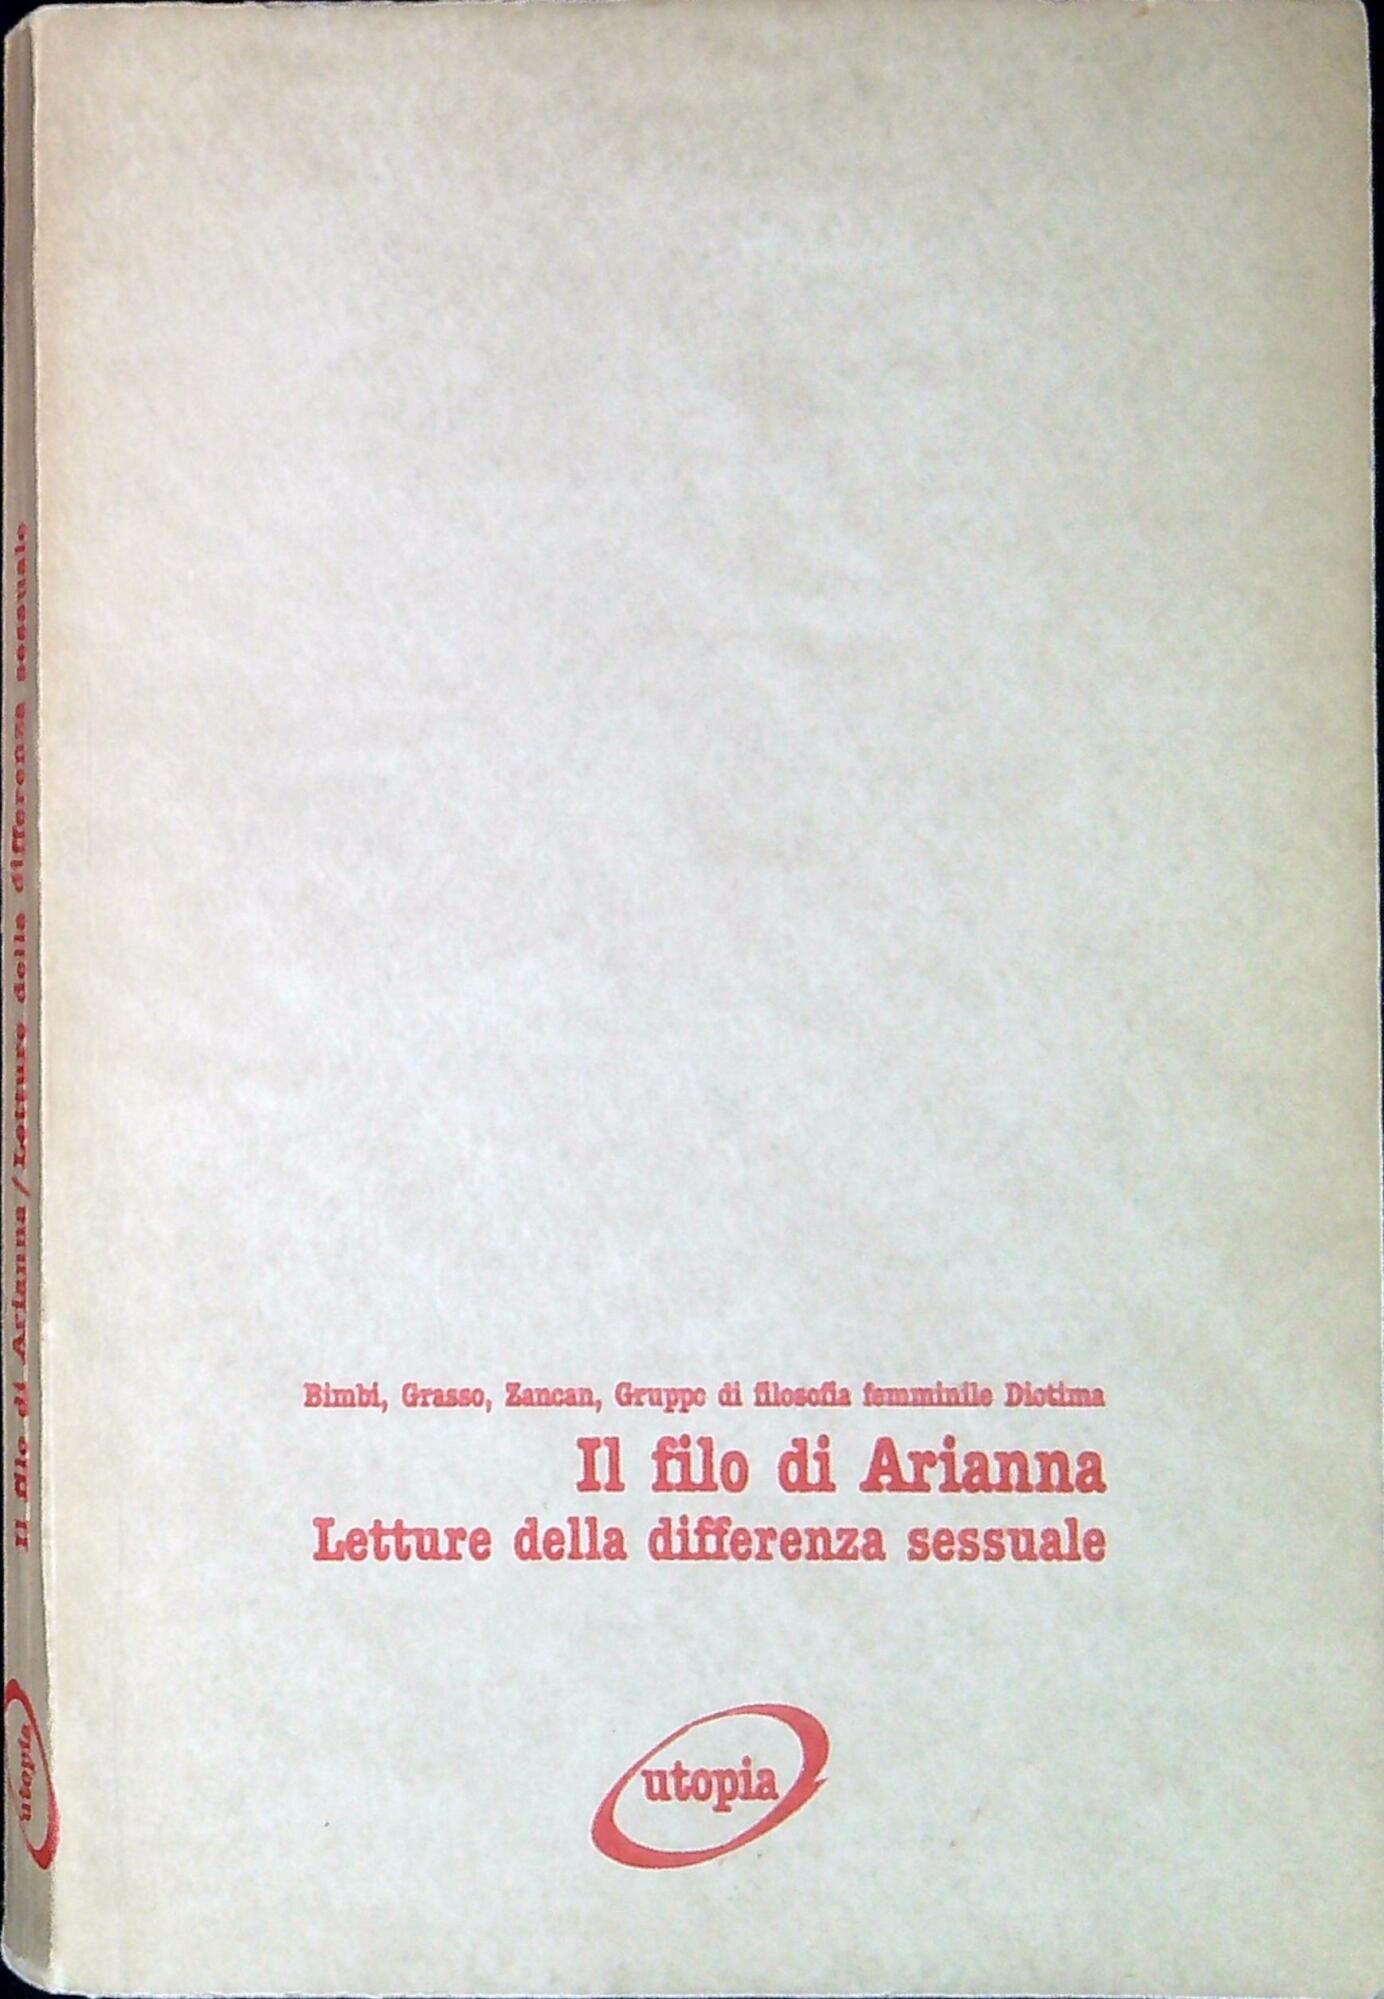 Il filo di Arianna / Letture della differenza sessuale
utopia
Bimbi, Grasso, Zancan, Gruppo di filosofia femminile Diotima
Il filo di Arianna
Letture della differenza sessuale
utopia